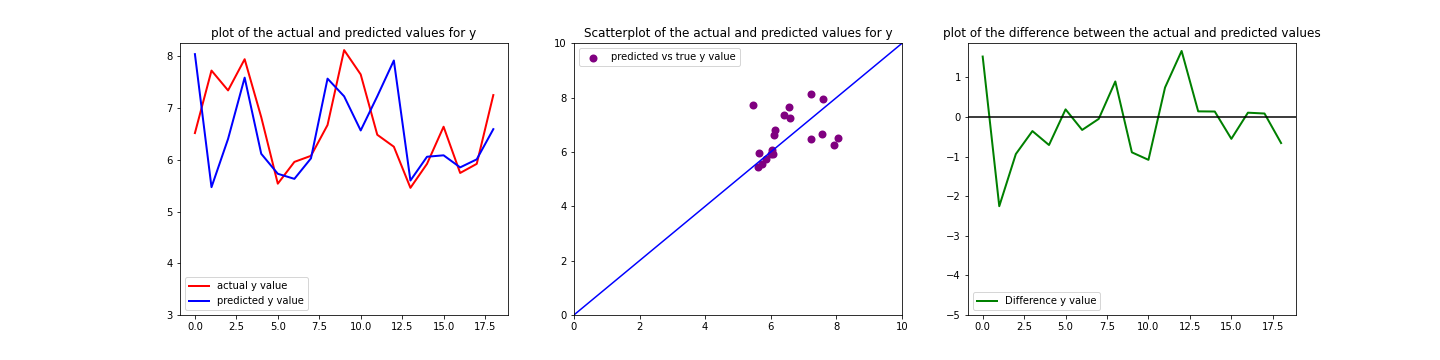 plot of the actual and predicted values for y
8
7
6
5
4
3
actual y value
predicted y value
0.0 2.5 5.0 7.5 10.0 12.5 15.0 17.5
Scatterplot of the actual and predicted values for y
predicted vs true y value
10
8
6
4
2
0
0 2 4 6 8 10
plot of the difference between the actual and predicted values
1
0
−1
−2
−3
−4
−5
Difference y value
0.0 2.5 5.0 7.5 10.0 12.5 15.0 17.5